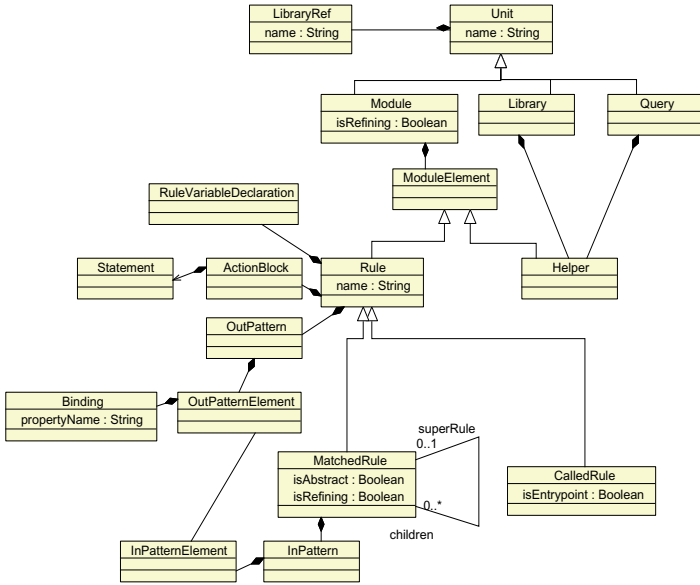 LibraryRef
name : String
Unit
name : String
Module
isRefining : Boolean
Library
Query
ModuleElement
RuleVariableDeclaration
Statement
ActionBlock
Rule
name : String
Helper
OutPattern
Binding
propertyName : String
OutPatternElement
superRule
0..1
MatchedRule
isAbstract : Boolean
isRefining : Boolean
CalledRule
isEntrypoint : Boolean
0..*
children
InPatternElement
InPattern